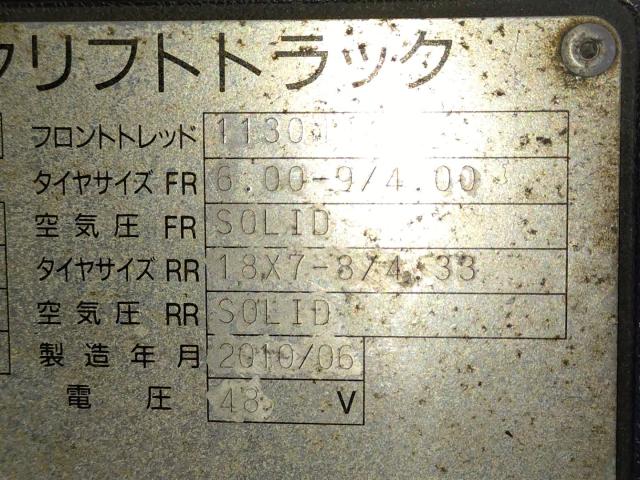 クリフトトラック
フロントトレッド 1130
タイヤサイズ FR 6.00-9/4.00
空気圧 FR SOLID
タイヤサイズ RR 18X7-8/4.33
空気圧 RR SOLID
製造年月 2010/06
電圧 48 V